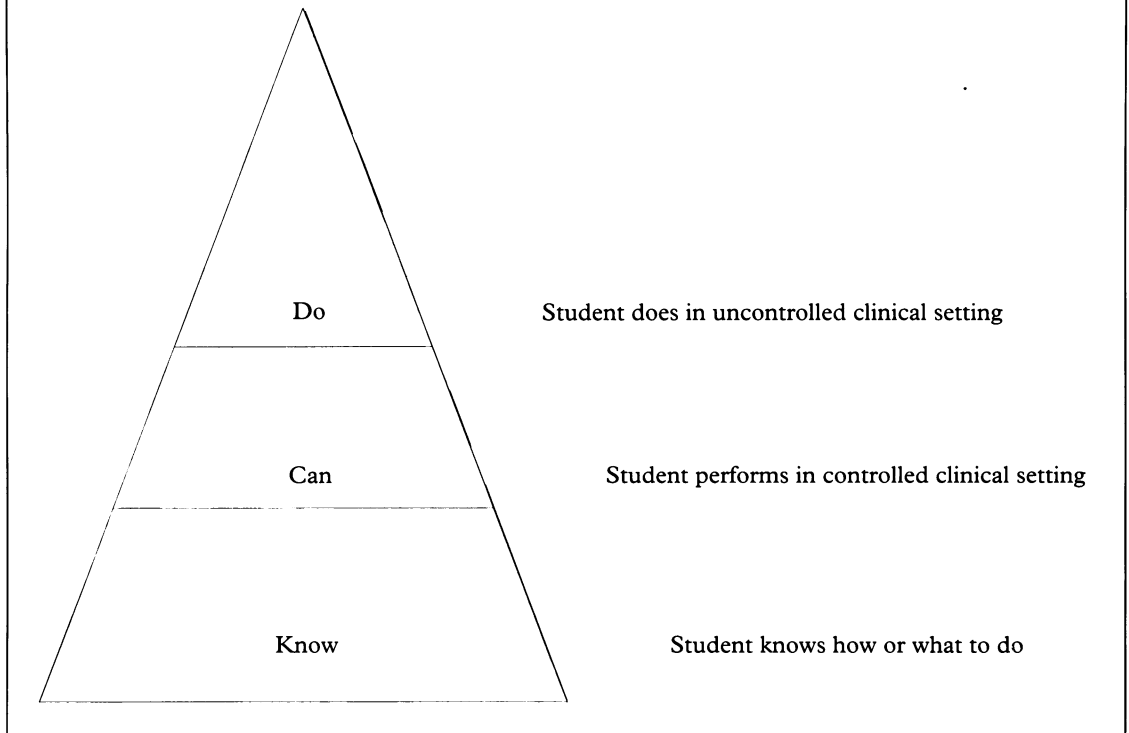 Do
Student does in uncontrolled clinical setting
Can
Student performs in controlled clinical setting
Know
Student knows how or what to do